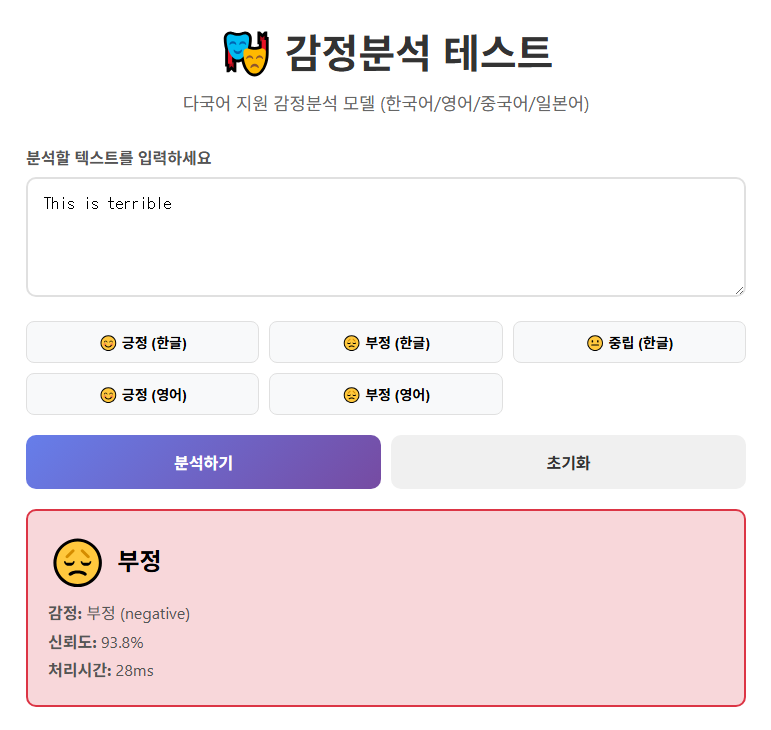 감정분석 테스트
다국어 지원 감정분석 모델 (한국어/영어/중국어/일본어)
분석할 텍스트를 입력하세요
This is terrible
긍정 (한글)
부정 (한글)
중립 (한글)
긍정 (영어)
부정 (영어)
분석하기
초기화
부정
감정: 부정 (negative)
신뢰도: 93.8%
처리시간: 28ms